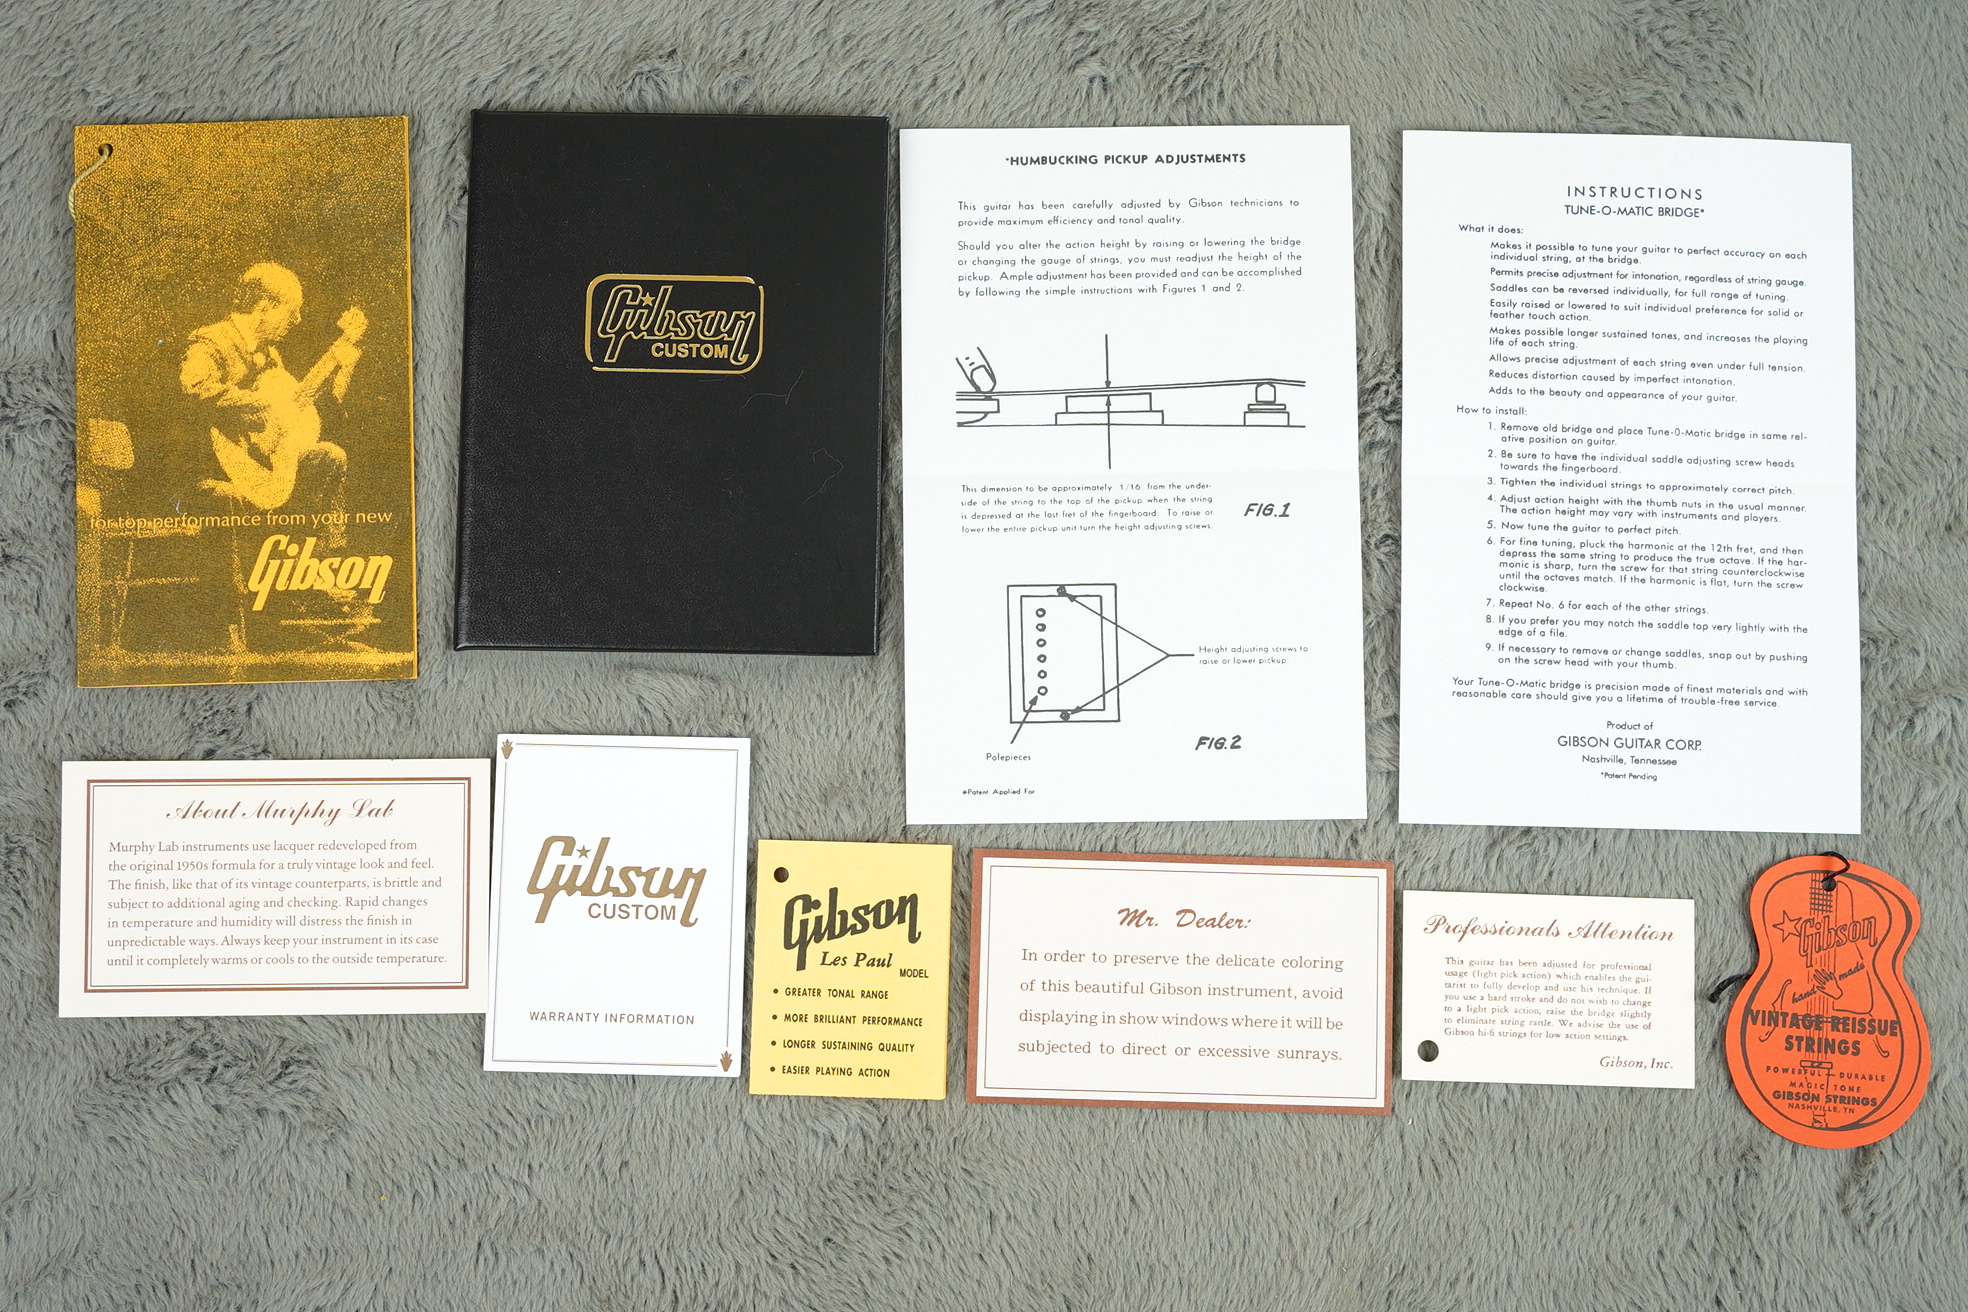 for top performance from your new
Gibson
Gibson
CUSTOM
*HUMBUCKING PICKUP ADJUSTMENTS
This guitar has been carefully adjusted by Gibson technicians to
provide maximum efficiency and tonal quality.
Should you alter the action height by raising or lowering the bridge
or changing the gauge of strings, you must readjust the height of the
pickup. Ample adjustment has been provided and can be accomplished
by following the simple instructions with Figures 1 and 2.
This dimension to be approximately 1/16 from the under-
side of the string to the top of the pickup when the string
is depressed at the last fret of the fingerboard. To raise or
lower the entire pickup unit turn the height adjusting screws.
FIG.1
Height adjusting screws to
raise or lower pickup.
FIG.2
Polepieces
*Patent Applied For
INSTRUCTIONS
TUNE-O-MATIC BRIDGE*
What it does:
Makes it possible to tune your guitar to perfect accuracy on each
individual string, at the bridge.
Permits precise adjustment for intonation, regardless of string gauge.
Saddles can be reversed individually, for full range of tuning.
Easily raised or lowered to suit individual preference for solid or
feather touch action.
Makes possible longer sustained tones, and increases the playing
life of each string.
Allows precise adjustment of each string even under full tension.
Reduces distortion caused by imperfect intonation.
Adds to the beauty and appearance of your guitar.
How to install:
1. Remove old bridge and place Tune-O-Matic bridge in same rel-
ative position on guitar.
2. Be sure to have the individual saddle adjusting screw heads
towards the fingerboard.
3. Tighten the individual strings to approximately correct pitch.
4. Adjust action height with the thumb nuts in the usual manner.
The action height may vary with instruments and players.
5. Now tune the guitar to perfect pitch.
6. For fine tuning, pluck the harmonic at the 12th fret, and then
depress the same string to produce the true octave. If the har-
monic is sharp, turn the screw for that string counterclockwise
until the octaves match. If the harmonic is flat, turn the screw
clockwise.
7. Repeat No. 6 for each of the other strings.
8. If you prefer you may notch the saddle top very lightly with the
edge of a file.
9. If necessary to remove or change saddles, snap out by pushing
on the screw head with your thumb.
Your Tune-O-Matic bridge is precision made of finest materials and with
reasonable care should give you a lifetime of trouble-free service.
Product of
GIBSON GUITAR CORP.
Nashville, Tennessee
*Patent Pending
About Murphy Lab
Murphy Lab instruments use lacquer redeveloped from
the original 1950s formula for a truly vintage look and feel.
The finish, like that of its vintage counterparts, is brittle and
subject to additional aging and checking. Rapid changes
in temperature and humidity will distress the finish in
unpredictable ways. Always keep your instrument in its case
until it completely warms or cools to the outside temperature.
Gibson
CUSTOM
WARRANTY INFORMATION
Gibson
Les Paul
MODEL
• GREATER TONAL RANGE
• MORE BRILLIANT PERFORMANCE
• LONGER SUSTAINING QUALITY
• EASIER PLAYING ACTION
Mr. Dealer:
In order to preserve the delicate coloring
of this beautiful Gibson instrument, avoid
displaying in show windows where it will be
subjected to direct or excessive sunrays.
Professionals Attention
This guitar has been adjusted for professional
usage (light pick action) which enables the gui-
tarist to fully develop and use his technique. If
you use a hard stroke and do not wish to change
to a light pick action, raise the bridge slightly
to eliminate string rattle. We advise the use of
Gibson hi-fi strings for low action settings.
Gibson, Inc.
Gibson
hand made
VINTAGE REISSUE
STRINGS
POWERFUL - DURABLE
MAGIC TONE
GIBSON STRINGS
NASHVILLE, TN